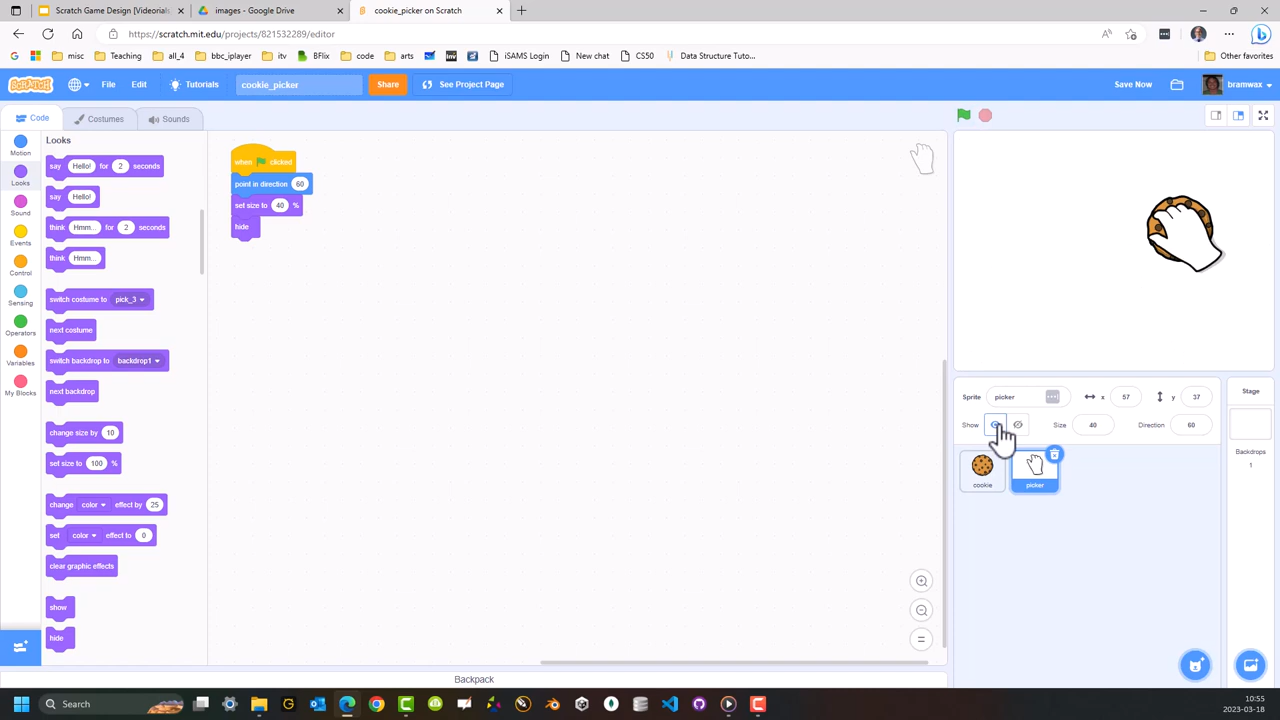 Scratch Game Design [Videorials
images - Google Drive
cookie_picker on Scratch
https://scratch.mit.edu/projects/821532289/editor
misc
Teaching
all_4
bbc_iplayer
itv
BFlix
code
arts
iSAMS Login
New chat
CS50
Data Structure Tuto...
Other favorites
SCRATCH
File
Edit
Tutorials
cookie_picker
Share
See Project Page
Save Now
bramwax
Code
Costumes
Sounds
Motion
Looks
Sound
Events
Control
Sensing
Operators
Variables
My Blocks
Looks
say Hello! for 2 seconds
say Hello!
think Hmm... for 2 seconds
think Hmm...
switch costume to pick_3
next costume
switch backdrop to backdrop1
next backdrop
change size by 10
set size to 100 %
change color effect by 25
set color effect to 0
clear graphic effects
show
hide
when clicked
point in direction 60
set size to 40 %
hide
Sprite picker x 57 y 37
Show Size 40 Direction 60
cookie
picker
Stage
Backdrops
1
Backpack
Search
10:55
2023-03-18